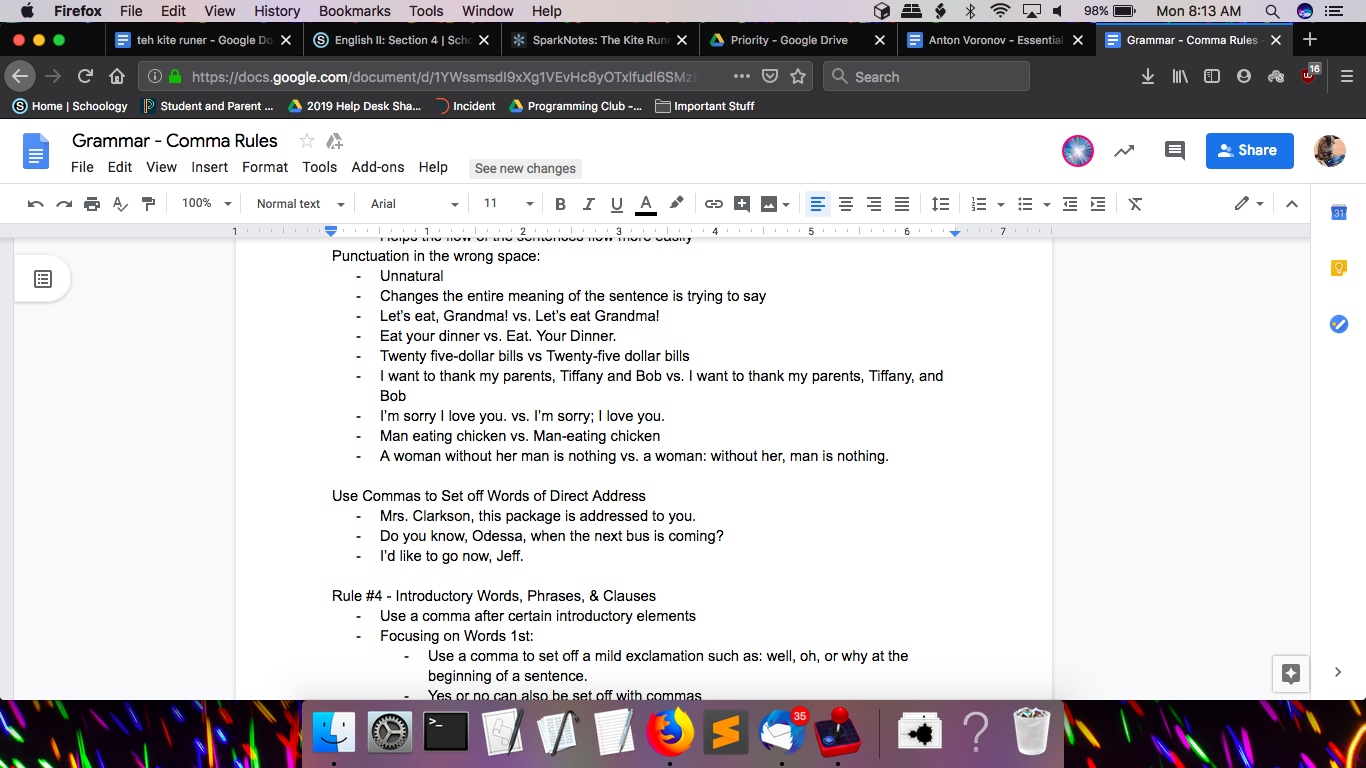 Firefox File Edit View History Bookmarks Tools Window Help 98% Mon 8:13 AM
teh kite runer - Google Do
English II: Section 4 | Scho
SparkNotes: The Kite Runn
Priority - Google Drive
Anton Voronov - Essential
Grammar - Comma Rules -
https://docs.google.com/document/d/1YWssmsdI9xXg1VEvHc8yOTxlfudl6SMzE
Search
16
Home | Schoology Student and Parent ... 2019 Help Desk Sha... Incident Programming Club -... Important Stuff
Grammar - Comma Rules
Share
File Edit View Insert Format Tools Add-ons Help See new changes
100% Normal text Arial 11 B I U A
1 1 2 3 4 5 6 7
31
Helps the flow of the sentences flow more easily
Punctuation in the wrong space:
- Unnatural
- Changes the entire meaning of the sentence is trying to say
- Let's eat, Grandma! vs. Let's eat Grandma!
- Eat your dinner vs. Eat. Your Dinner.
- Twenty five-dollar bills vs Twenty-five dollar bills
- I want to thank my parents, Tiffany and Bob vs. I want to thank my parents, Tiffany, and
Bob
- I'm sorry I love you. vs. I'm sorry; I love you.
- Man eating chicken vs. Man-eating chicken
- A woman without her man is nothing vs. a woman: without her, man is nothing.
Use Commas to Set off Words of Direct Address
- Mrs. Clarkson, this package is addressed to you.
- Do you know, Odessa, when the next bus is coming?
- I'd like to go now, Jeff.
Rule #4 - Introductory Words, Phrases, & Clauses
- Use a comma after certain introductory elements
- Focusing on Words 1st:
- Use a comma to set off a mild exclamation such as: well, oh, or why at the
beginning of a sentence.
- Yes or no can also be set off with commas
35